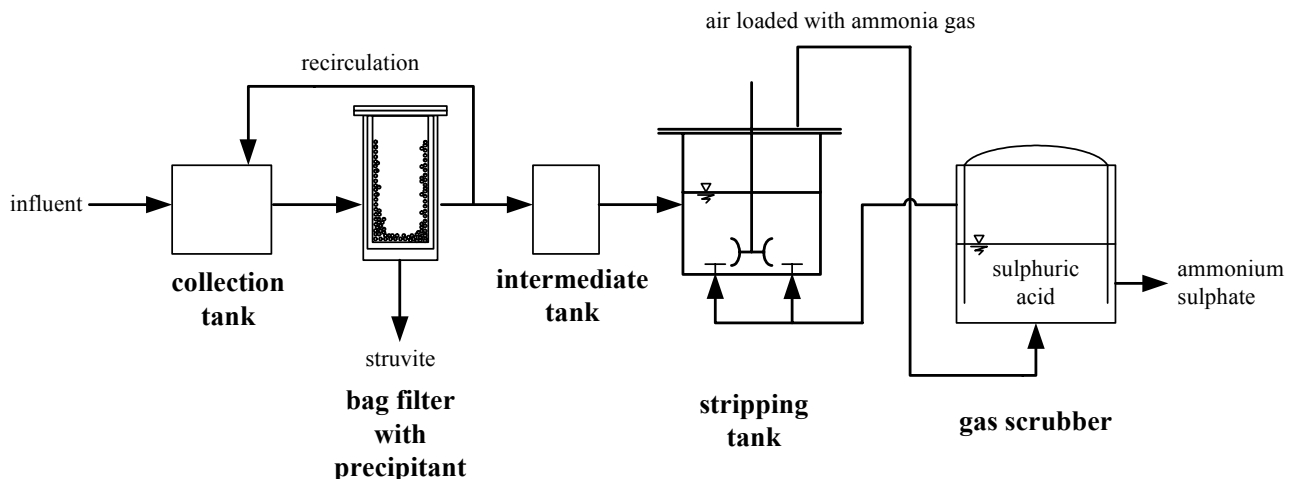 air loaded with ammonia gas
recirculation
influent
collection
tank
struvite
bag filter
with
precipitant
intermediate
tank
stripping
tank
sulphuric
acid
ammonium
sulphate
gas scrubber